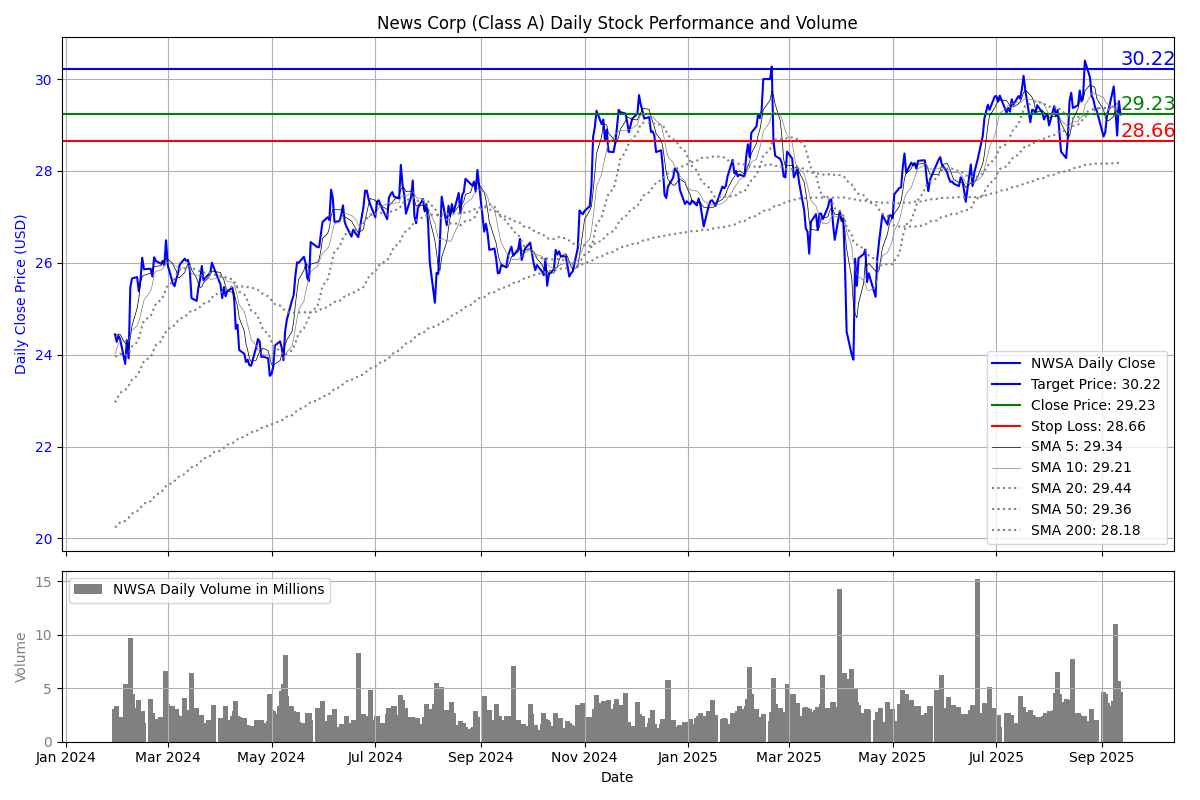 News Corp (Class A) Daily Stock Performance and Volume
30.22
30
29.23
28.66
28
26
24
22
20
Daily Close Price (USD)
NWSA Daily Close
Target Price: 30.22
Close Price: 29.23
Stop Loss: 28.66
SMA 5: 29.34
SMA 10: 29.21
SMA 20: 29.44
SMA 50: 29.36
SMA 200: 28.18
15
NWSA Daily Volume in Millions
10
5
0
Volume
Jan 2024 Mar 2024 May 2024 Jul 2024 Sep 2024 Nov 2024 Jan 2025 Mar 2025 May 2025 Jul 2025 Sep 2025
Date